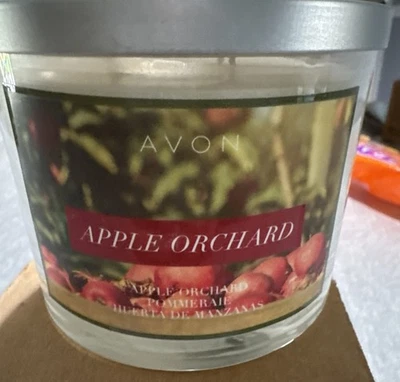 AVON
APPLE ORCHARD
APPLE ORCHARD
POMMERAIE
HUERTA DE MANZANAS